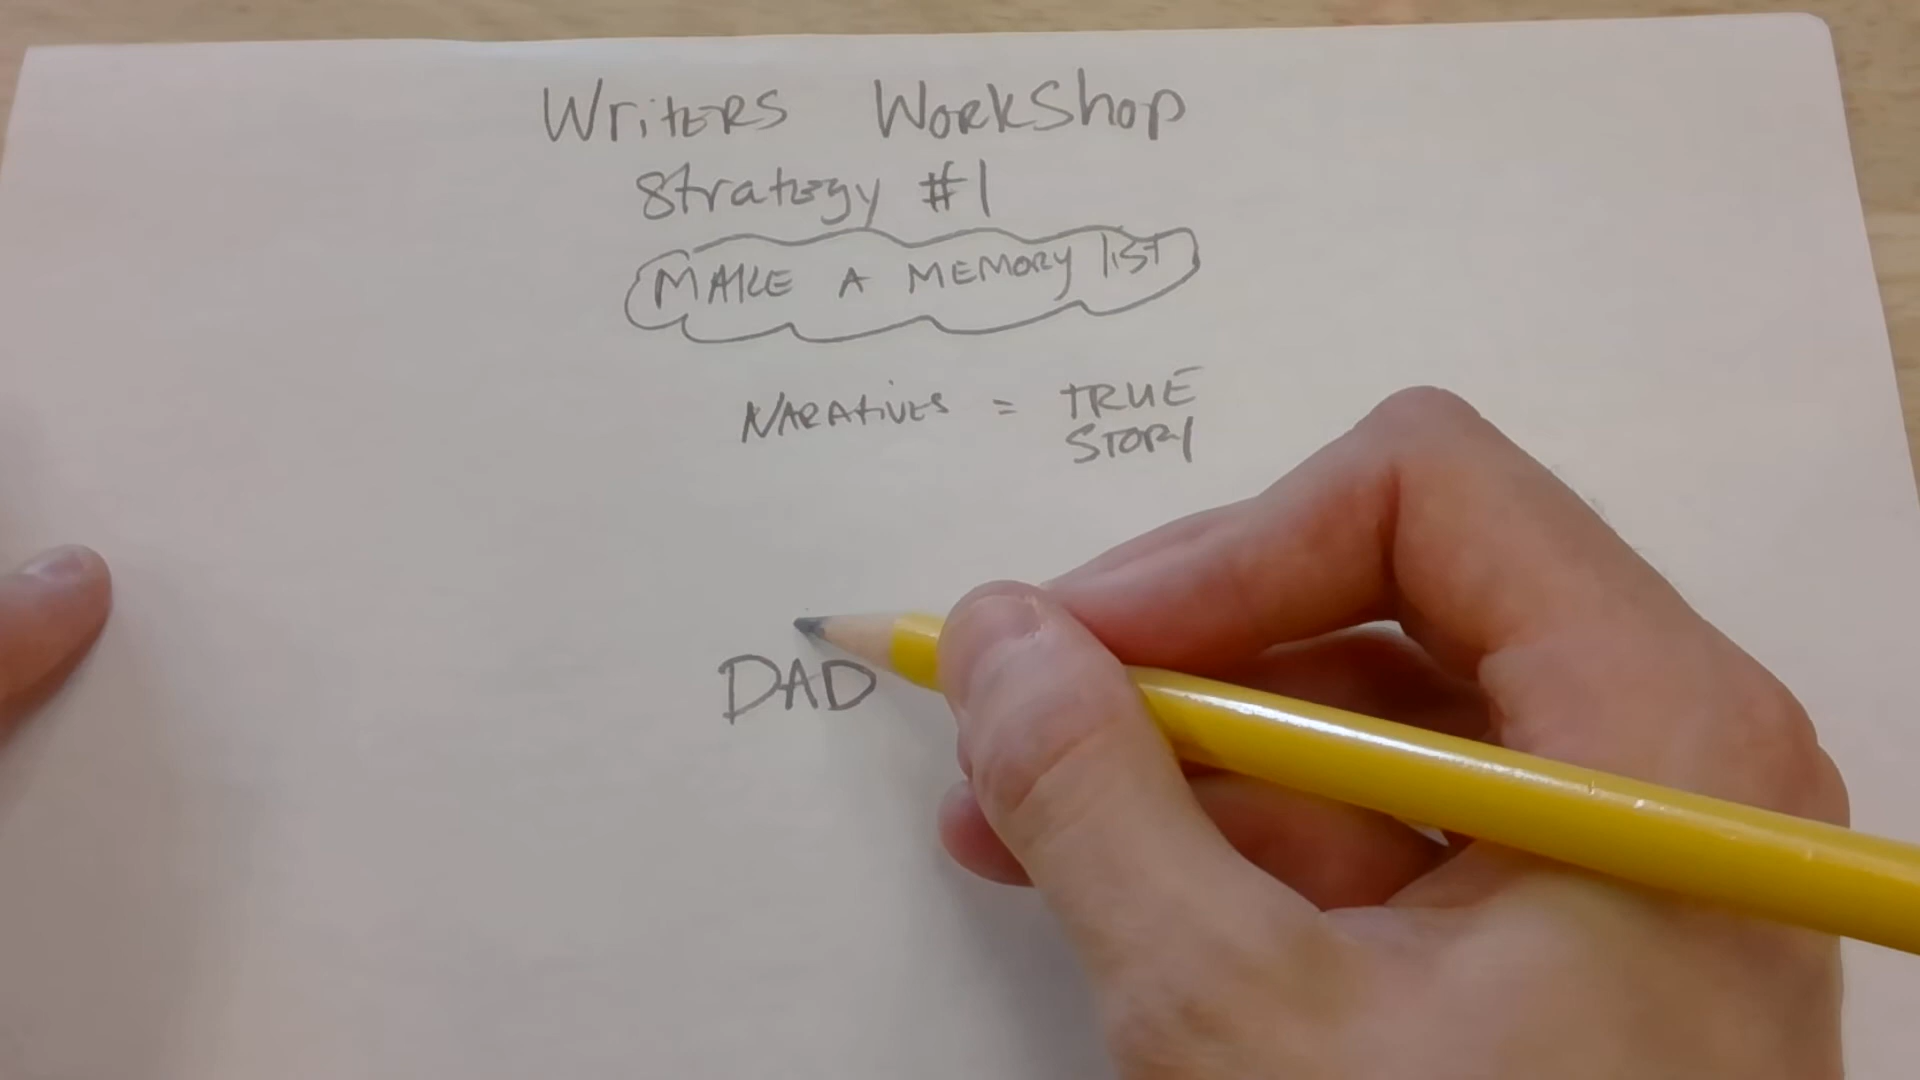 Writers Workshop
Strategy #1
MAKE A MEMORY LIST
NARATIVES = TRUE
STORY
DAD